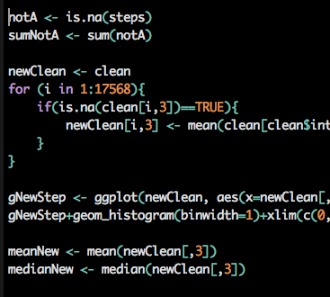 notA <- is.na(steps)
sumNotA <- sum(notA)
newClean <- clean
for (i in 1:17568){
if(is.na(clean[i,3])==TRUE){
newClean[i,3] <- mean(clean[clean$int
}
}
gNewStep <- ggplot(newClean, aes(x=newClean[,
gNewStep+geom_histogram(binwidth=1)+xlim(c(0,
meanNew <- mean(newClean[,3])
medianNew <- median(newClean[,3])